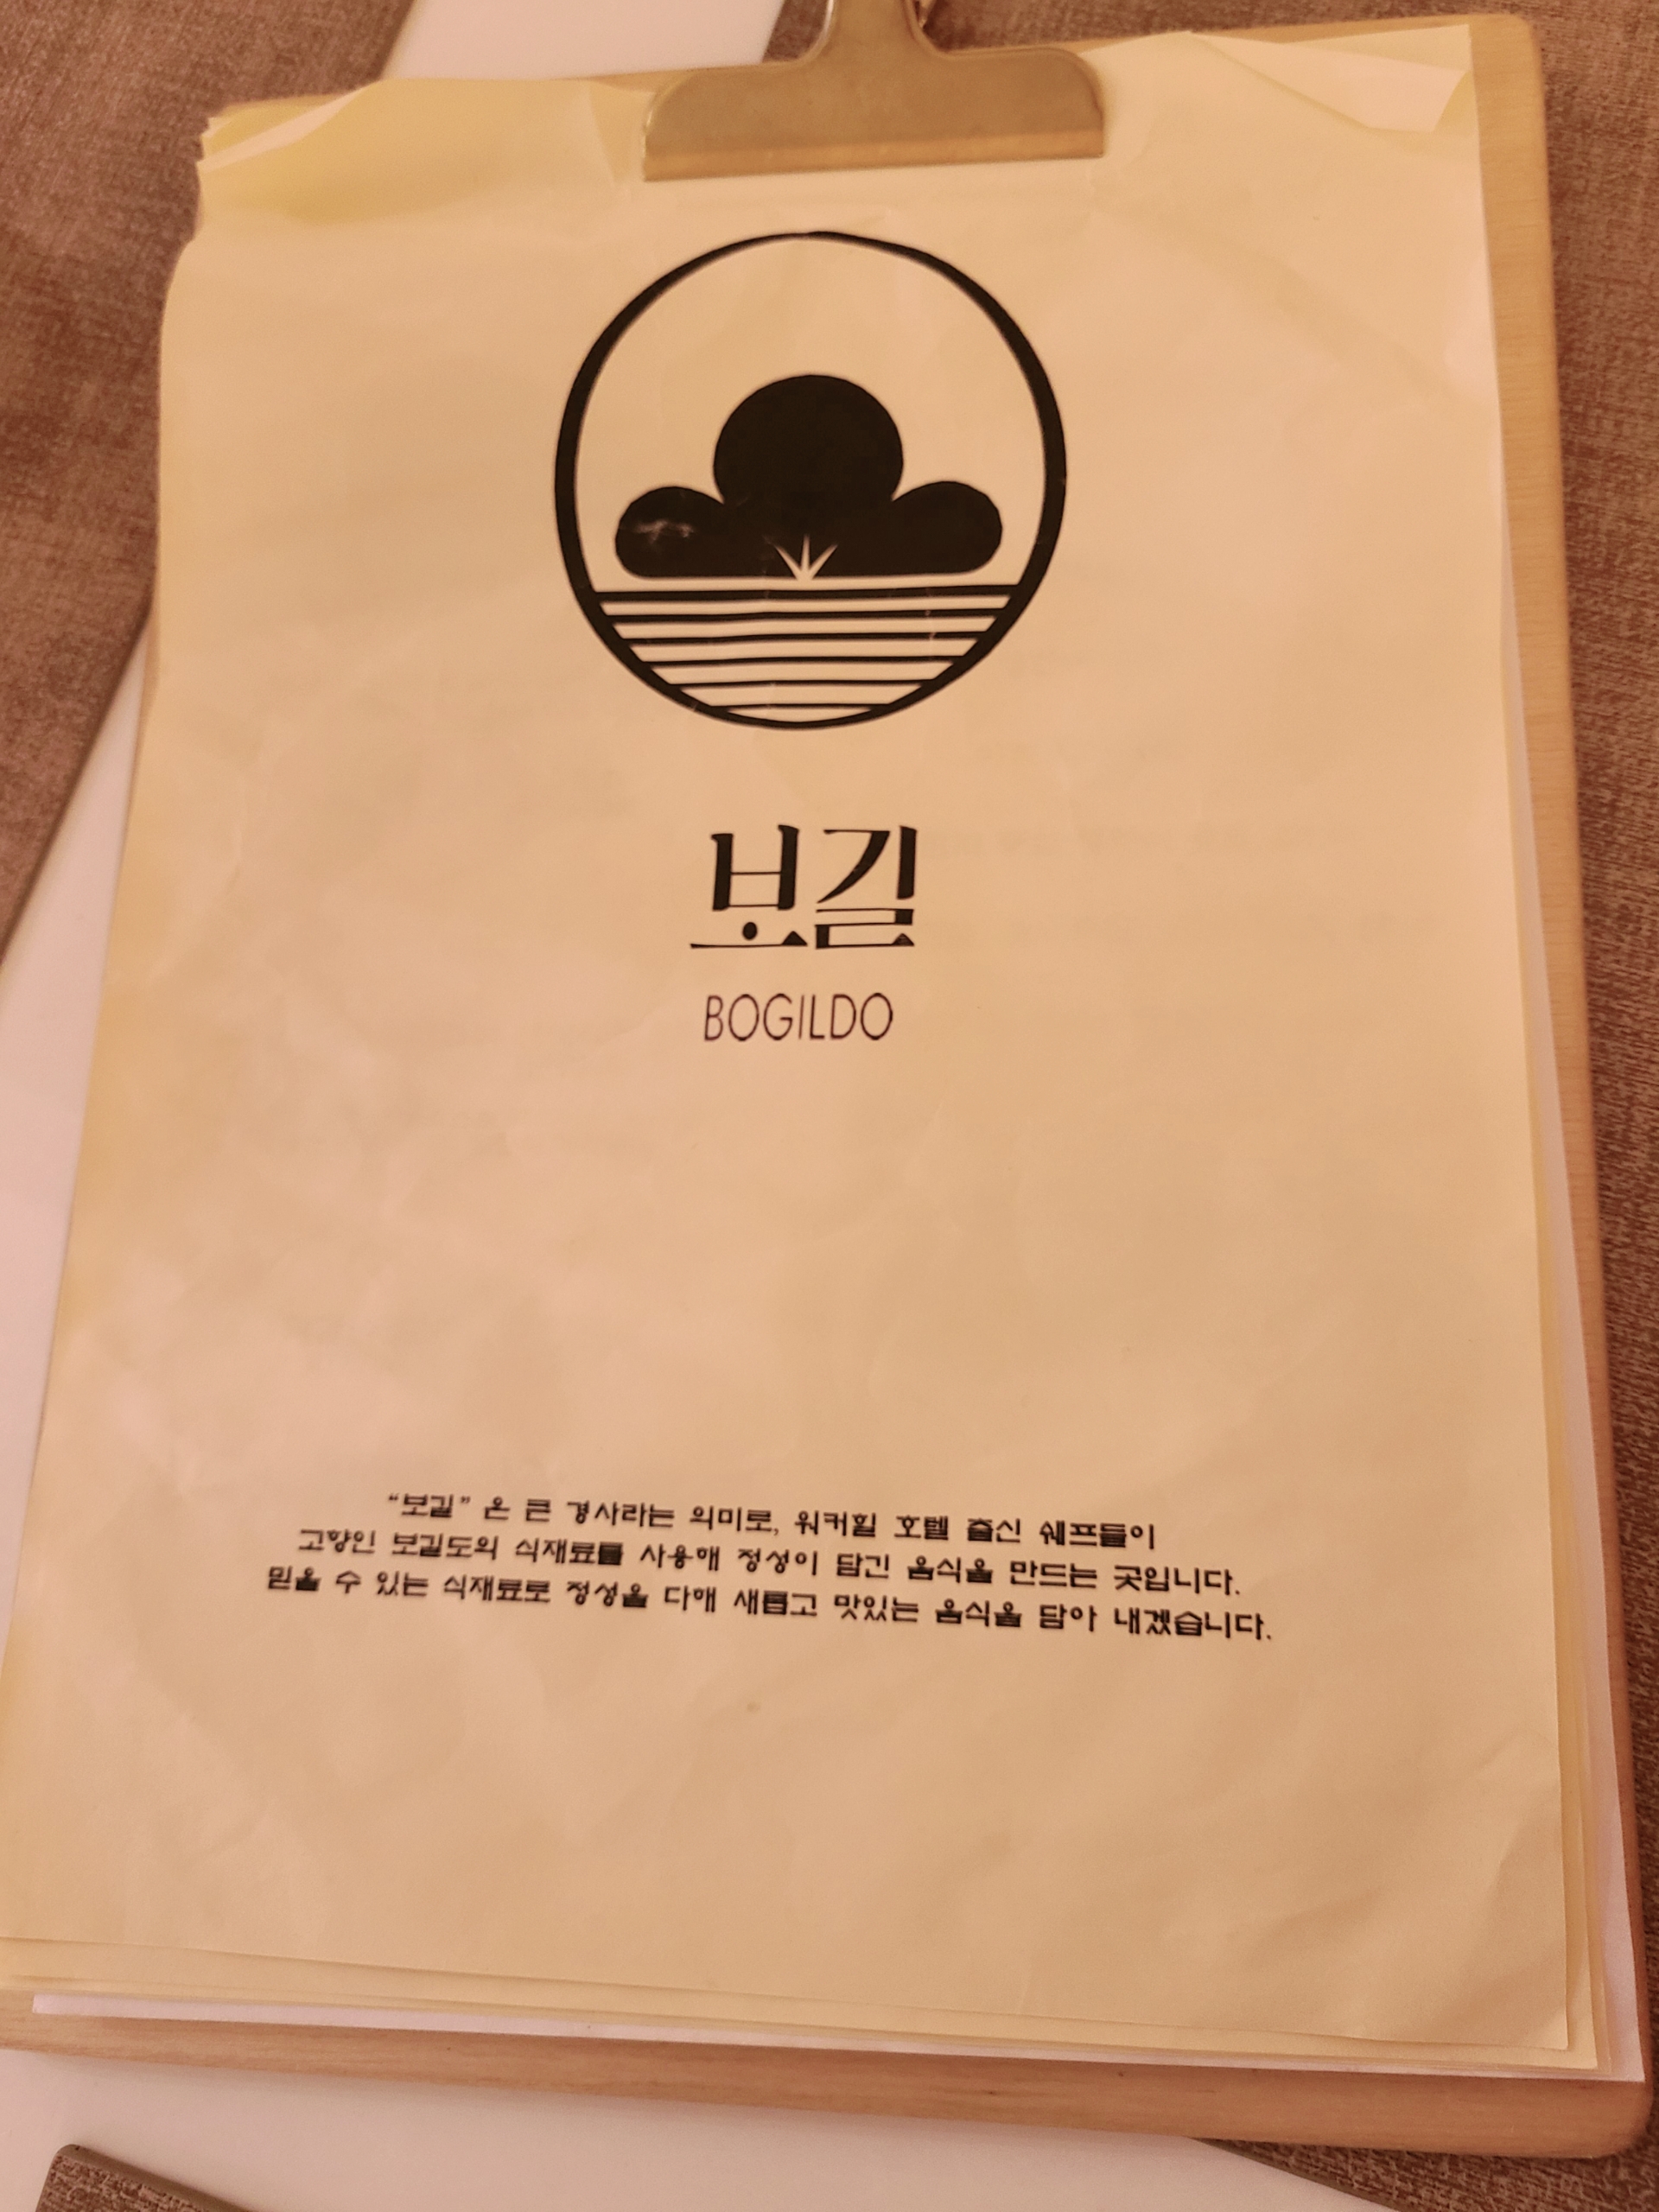 보길
BOGILDO
“보길” 은 큰 경사라는 의미로, 워커힐 호텔 출신 쉐프들이
고향인 보길도의 식재료를 사용해 정성이 담긴 음식을 만드는 곳입니다.
믿을 수 있는 식재료로 정성을 다해 새롭고 맛있는 음식을 담아 내겠습니다.